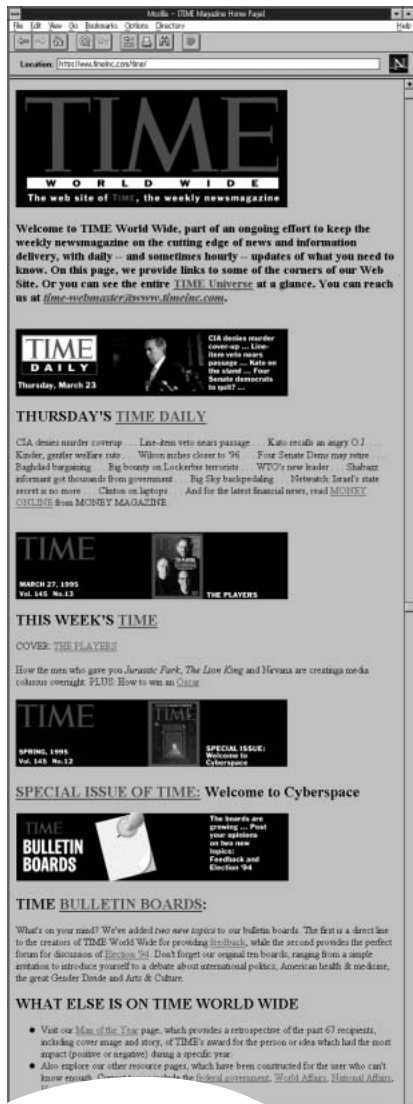 Mozilla - [TIME Magazine Home Page]
File Edit View Go Bookmarks Options Directory Help
Location: http://www.timeinc.com/time/
N
TIME
WORLD WIDE
The web site of TIME, the weekly newsmagazine
Welcome to TIME World Wide, part of an ongoing effort to keep the
weekly newsmagazine on the cutting edge of news and information
delivery, with daily -- and sometimes hourly -- updates of what you need to
know. On this page, we provide links to some of the corners of our Web
Site. Or you can see the entire TIME Universe at a glance. You can reach
us at time-webmaster@www.timeinc.com.
TIME
DAILY
Thursday, March 23
CIA denies murder
cover-up ... Line-
item veto nears
passage ... Kato on
the stand ... Four
Senate democrats
to quit? ...
THURSDAY'S TIME DAILY
CIA denies murder coverup . . . Line-item veto nears passage . . . Kato recalls an angry O.J. . . .
Kinder, gentler welfare cuts . . . Wilson inches closer to '96 . . . Four Senate Dems may retire . . .
Baghdad bargaining . . . Big bounty on Lockerbie terrorists . . . WTO's new leader . . . Shabazz
informant got thousands from government . . . Big Sky backpedaling . . . Netwatch: Israel's state
secret is no more . . . Clinton on laptops . . . And for the latest financial news, read MONEY
ONLINE from MONEY MAGAZINE.
TIME
MARCH 27, 1995
Vol. 145 No.13
THE PLAYERS
THIS WEEK'S TIME
COVER: THE PLAYERS
How the men who gave you Jurassic Park, The Lion King and Nirvana are creatings media
colossus overnight. PLUS: How to win an Oscar
TIME
SPRING, 1995
Vol. 145 No.12
TIME
SPECIAL ISSUE:
Welcome to
Cyberspace
SPECIAL ISSUE OF TIME: Welcome to Cyberspace
TIME
BULLETIN
BOARDS
The boards are
growing ... Post
your opinions
on two new
topics:
Feedback and
Election '94
TIME BULLETIN BOARDS:
What's on your mind? We've added two new topics to our bulletin boards. The first is a direct line
to the creators of TIME World Wide for providing feedback, while the second provides the perfect
forum for discussion of Election '94. Don't forget our original ten boards, ranging from a simple
invitation to introduce yourself to a debate about international politics, American health & medicine,
the great Gender Divide and Arts & Culture.
WHAT ELSE IS ON TIME WORLD WIDE
Visit our Man of the Year page, which provides a retrospective of the past 67 recipients,
including cover image and story, of TIME's award for the person or idea which had the most
impact (positive or negative) during a specific year.
Also explore our other resource pages, which have been constructed for the user who can't
know enough. Current topics include the federal government, World Affairs, National Affairs,